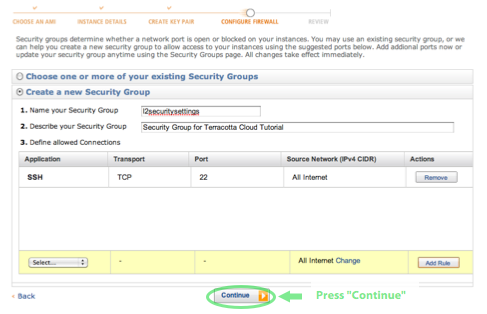 CHOOSE AN AMI INSTANCE DETAILS CREATE KEY PAIR CONFIGURE FIREWALL REVIEW
Security groups determine whether a network port is open or blocked on your instances. You may use an existing security group, or we
can help you create a new security group to allow access to your instances using the suggested ports below. Add addional ports now or
update your security group anytime using the Security Groups page. All changes take effect immediately.
Choose one or more of your existing Security Groups
Create a new Security Group
1. Name your Security Group l2securitysettings
2. Describe your Security Group Security Group for Terracotta Cloud Tutorial
3. Define allowed Connections
Application Transport Port Source Network (IPv4 CIDR) Actions
SSH TCP 22 All Internet Remove
Select... - - All Internet Change Add Rule
< Back Continue Press "Continue"